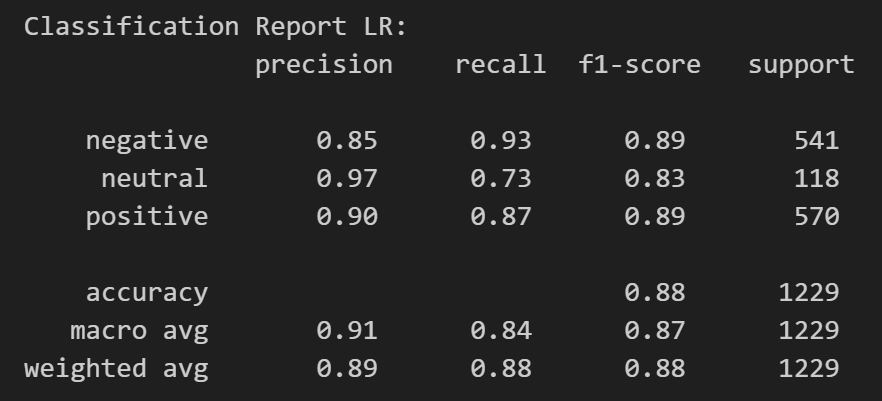 Classification Report LR:
precision recall f1-score support
negative 0.85 0.93 0.89 541
neutral 0.97 0.73 0.83 118
positive 0.90 0.87 0.89 570
accuracy 0.88 1229
macro avg 0.91 0.84 0.87 1229
weighted avg 0.89 0.88 0.88 1229